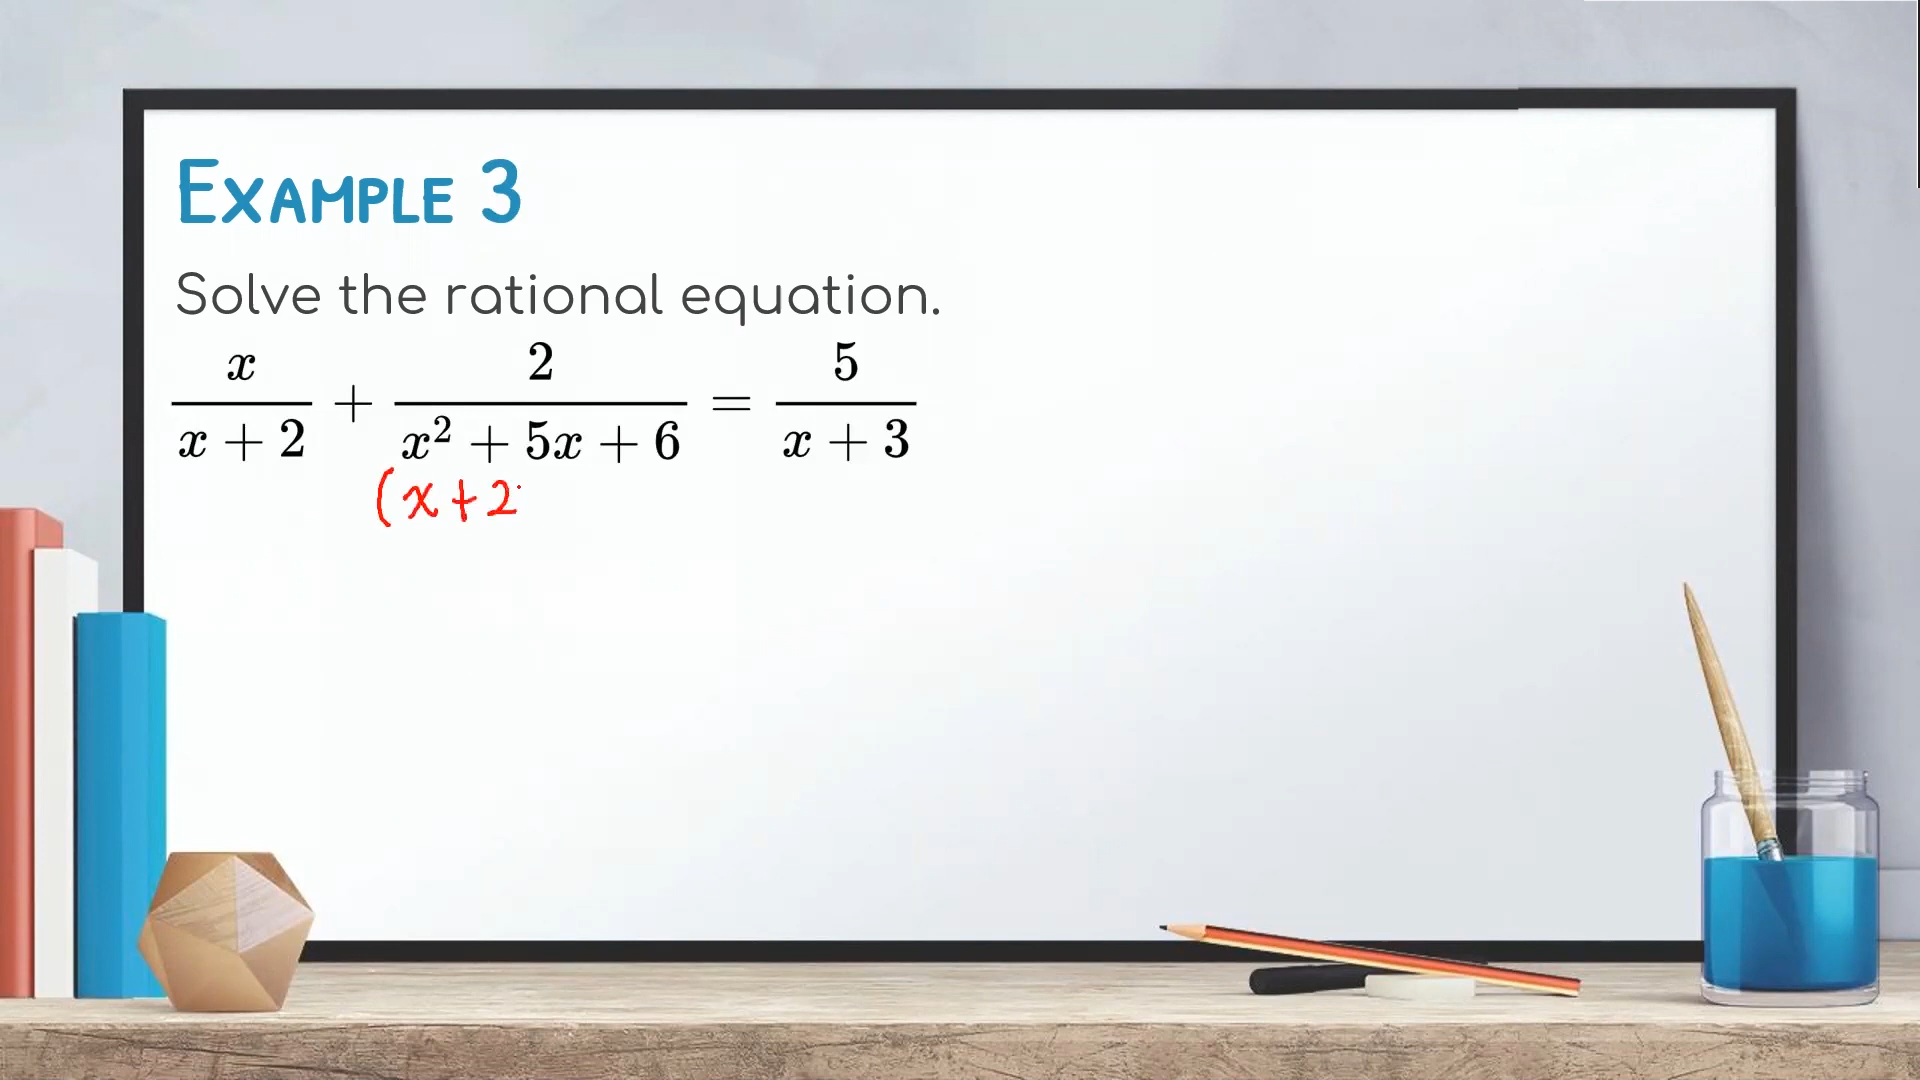 EXAMPLE 3
Solve the rational equation.
x/(x + 2) + 2/(x² + 5x + 6) = 5/(x + 3)
(x + 2